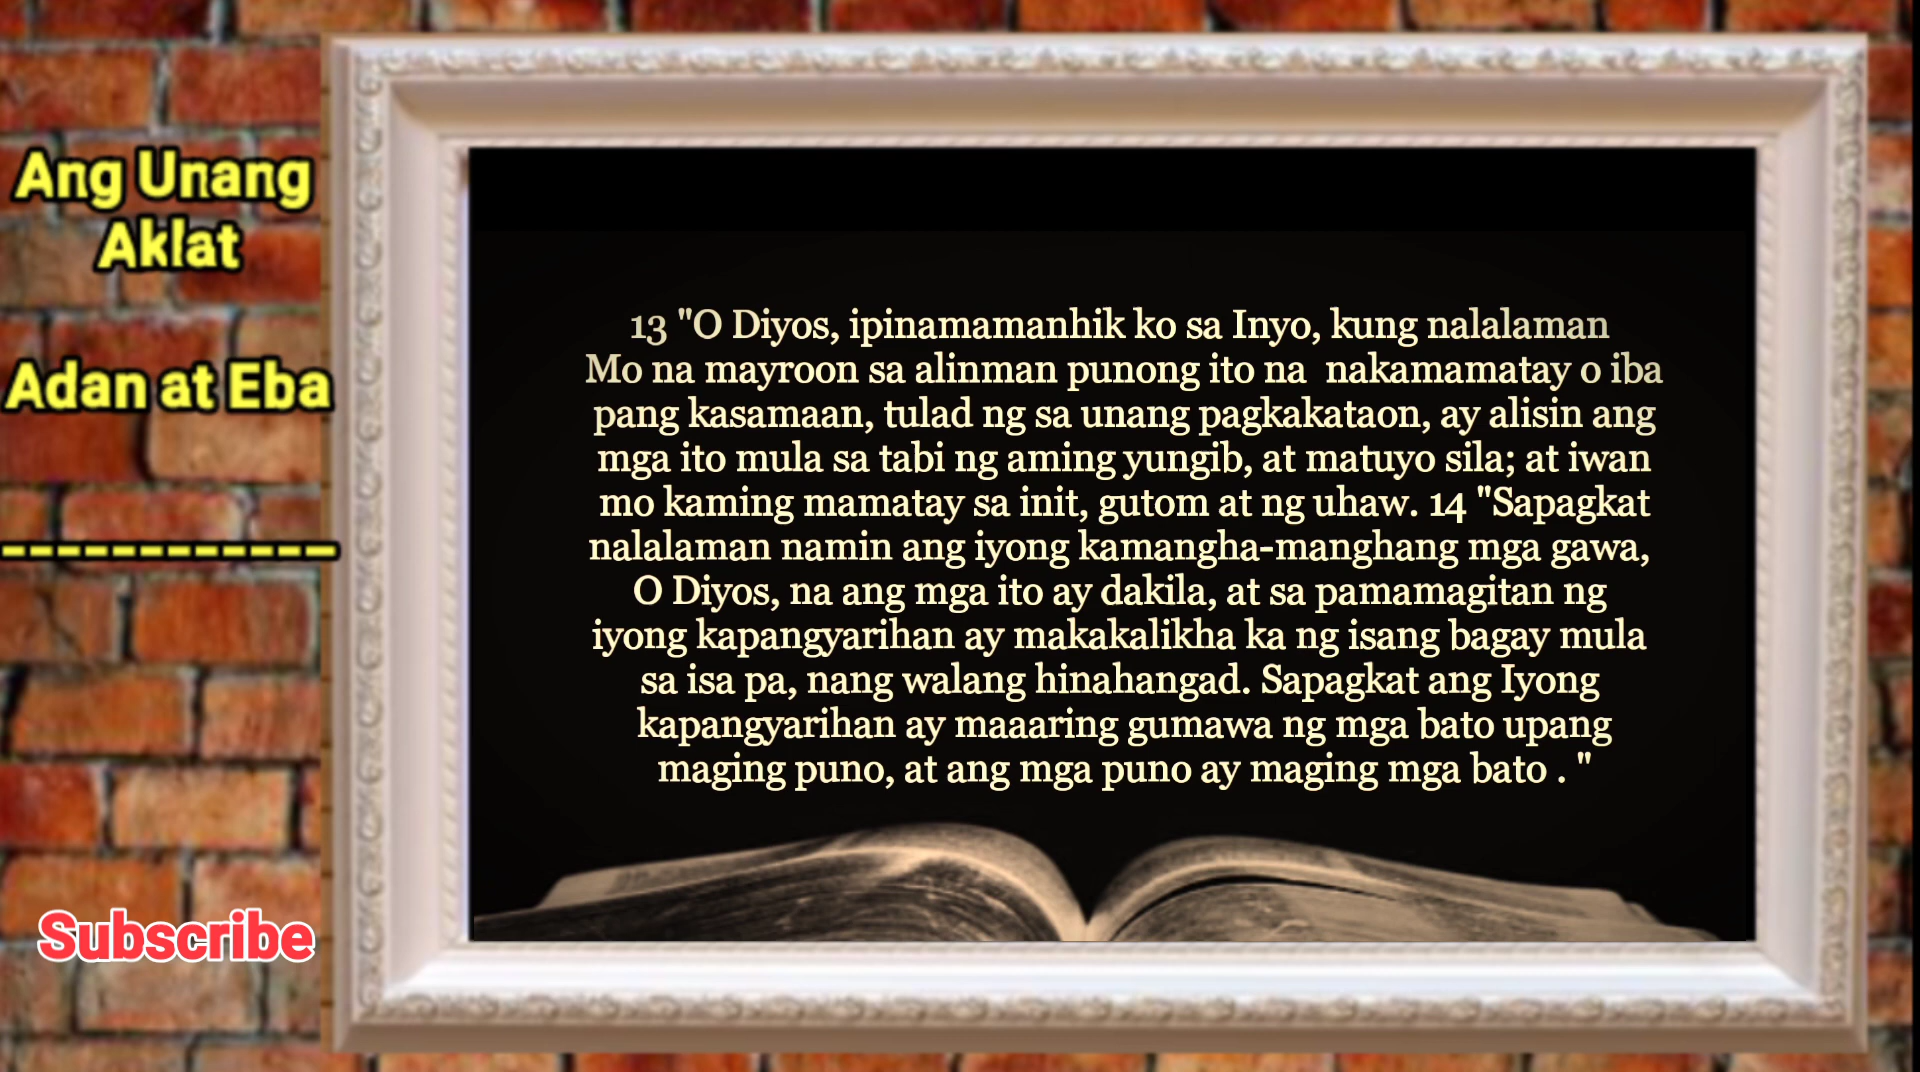 Ang Unang
Aklat
Adan at Eba
------------
Subscribe
13 "O Diyos, ipinamamanhik ko sa Inyo, kung nalalaman
Mo na mayroon sa alinman punong ito na  nakamamatay o iba
pang kasamaan, tulad ng sa unang pagkakataon, ay alisin ang
mga ito mula sa tabi ng aming yungib, at matuyo sila; at iwan
mo kaming mamatay sa init, gutom at ng uhaw. 14 "Sapagkat
nalalaman namin ang iyong kamangha-manghang mga gawa,
O Diyos, na ang mga ito ay dakila, at sa pamamagitan ng
iyong kapangyarihan ay makakalikha ka ng isang bagay mula
sa isa pa, nang walang hinahangad. Sapagkat ang Iyong
kapangyarihan ay maaaring gumawa ng mga bato upang
maging puno, at ang mga puno ay maging mga bato . "